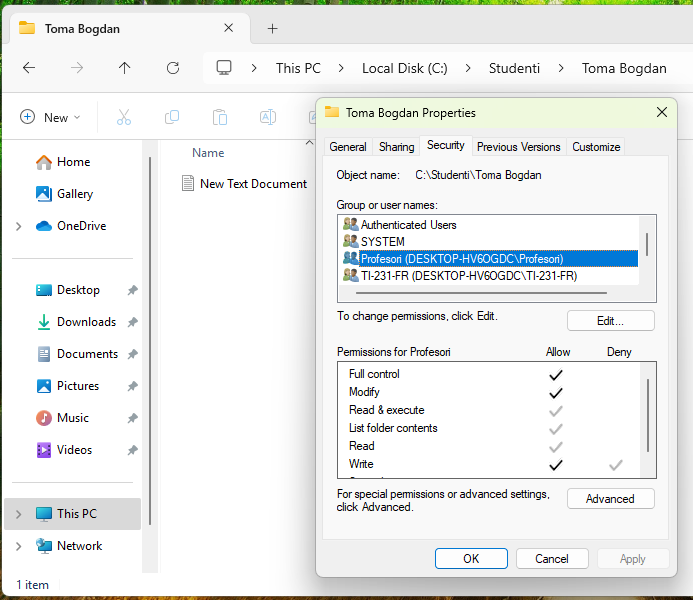 Toma Bogdan
This PC > Local Disk (C:) > Studenti > Toma Bogdan
New
Home
Gallery
OneDrive
Desktop
Downloads
Documents
Pictures
Music
Videos
This PC
Network
1 item
Name
New Text Document
Toma Bogdan Properties
General Sharing Security Previous Versions Customize
Object name: C:\Studenti\Toma Bogdan
Group or user names:
Authenticated Users
SYSTEM
Profesori (DESKTOP-HV6OGDC\Profesori)
TI-231-FR (DESKTOP-HV6OGDC\TI-231-FR)
To change permissions, click Edit.
Edit...
Permissions for Profesori Allow Deny
Full control
Modify
Read & execute
List folder contents
Read
Write
For special permissions or advanced settings,
click Advanced.
Advanced
OK Cancel Apply